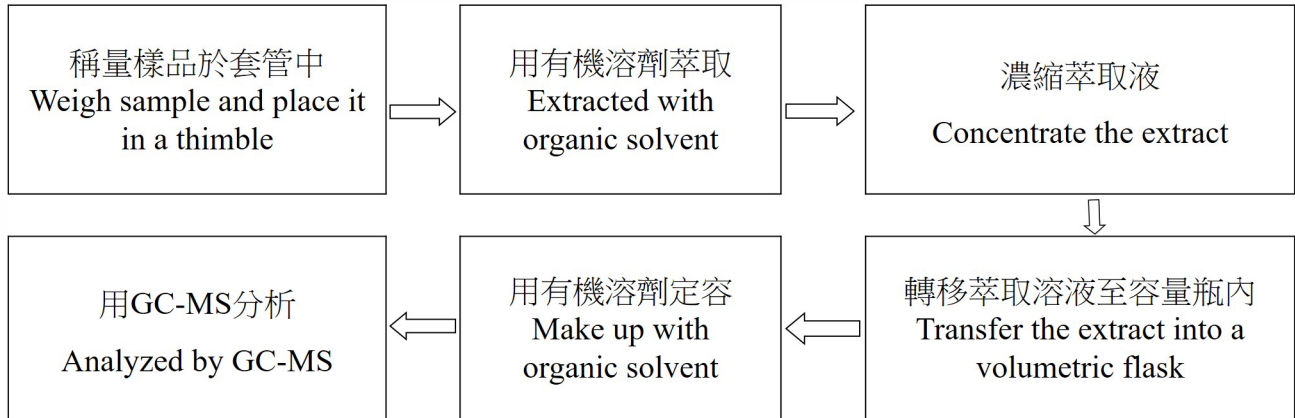 稱量樣品於套管中
Weigh sample and place it
in a thimble
用有機溶劑萃取
Extracted with
organic solvent
濃縮萃取液
Concentrate the extract
轉移萃取溶液至容量瓶內
Transfer the extract into a
volumetric flask
用有機溶劑定容
Make up with
organic solvent
用GC-MS分析
Analyzed by GC-MS